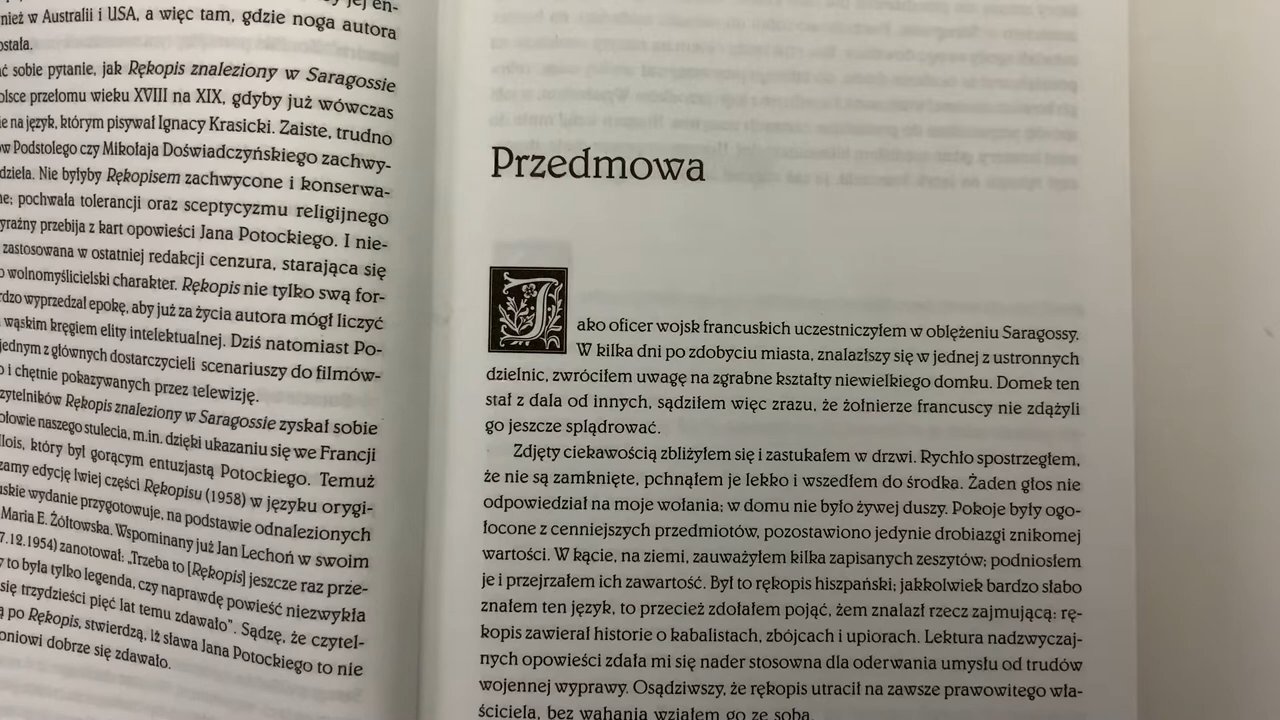 nież w Australii i USA, a więc tam, gdzie noga autora
sobie pytanie, jak Rękopis znaleziony w Saragossie
przełomu wieku XVIII na XIX, gdyby już wówczas
na język, którym pisywał Ignacy Krasicki. Zaiste, trudno
Podstolego czy Mikołaja Doświadczyńskiego zachwy-
Nie byłyby Rękopisem zachwycone i konserwa-
pochwała tolerancji oraz sceptycyzmu religijnego
przebija z kart opowieści Jana Potockiego. I nie-
zastosowana w ostatniej redakcji cenzura, starająca się
wolnomyślicielski charakter. Rękopis nie tylko swą for-
wyprzedzał epokę, aby już za życia autora mógł liczyć
wąskim kręgiem elity intelektualnej. Dziś natomiast Po-
jednym z głównych dostarczycieli scenariuszy do filmów-
i chętnie pokazywanych przez telewizję.
Rękopis znaleziony w Saragossie zyskał sobie
połowie naszego stulecia, m.in. dzięki ukazaniu się we Francji
który był gorącym entuzjastą Potockiego. Temuż
edycję lwiej części Rękopisu (1958) w języku orygi-
wydanie przygotowuje, na podstawie odnalezionych
Maria E. Żółtowska. Wspominany już Jan Lechoń w swoim
7.12.1954) zanotował: „Trzeba to [Rękopis] jeszcze raz prze-
to była tylko legenda, czy naprawdę powieść niezwykła
się trzydzieści pięć lat temu zdawało". Sądzę, że czytel-
po Rękopis, stwierdzą, iż sława Jana Potockiego to nie
dobrze się zdawało.
Przedmowa
Jako oficer wojsk francuskich uczestniczyłem w oblężeniu Saragossy.
W kilka dni po zdobyciu miasta, znalazłszy się w jednej z ustronnych
dzielnic, zwróciłem uwagę na zgrabne kształty niewielkiego domku. Domek ten
stał z dala od innych, sądziłem więc zrazu, że żołnierze francuscy nie zdążyli
go jeszcze splądrować.
Zdjęty ciekawością zbliżyłem się i zastukałem w drzwi. Rychło spostrzegłem,
że nie są zamknięte, pchnąłem je lekko i wszedłem do środka. Żaden głos nie
odpowiedział na moje wołania; w domu nie było żywej duszy. Pokoje były ogo-
łocone z cenniejszych przedmiotów, pozostawiono jedynie drobiazgi znikomej
wartości. W kącie, na ziemi, zauważyłem kilka zapisanych zeszytów; podniosłem
je i przejrzałem ich zawartość. Był to rękopis hiszpański; jakkolwiek bardzo słabo
znałem ten język, to przecież zdołałem pojąć, żem znalazł rzecz zajmującą: rę-
kopis zawierał historie o kabalistach, zbójcach i upiorach. Lektura nadzwyczaj-
nych opowieści zdała mi się nader stosowna dla oderwania umysłu od trudów
wojennej wyprawy. Osądziwszy, że rękopis utracił na zawsze prawowitego wła-
ściciela, bez wahania wziąłem go ze sobą.